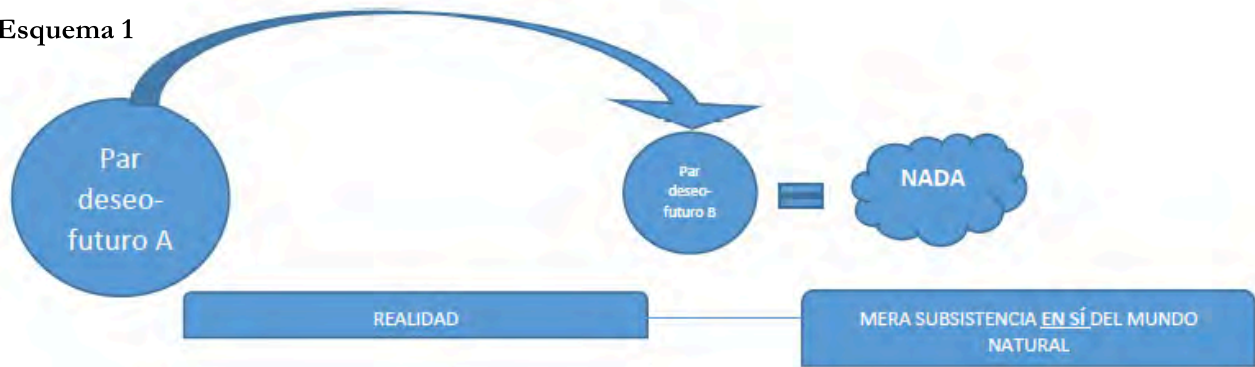 Esquema 1
Par
deseo-
futuro A
Par
deseo-
futuro B
NADA
REALIDAD
MERA SUBSISTENCIA EN SÍ DEL MUNDO
NATURAL